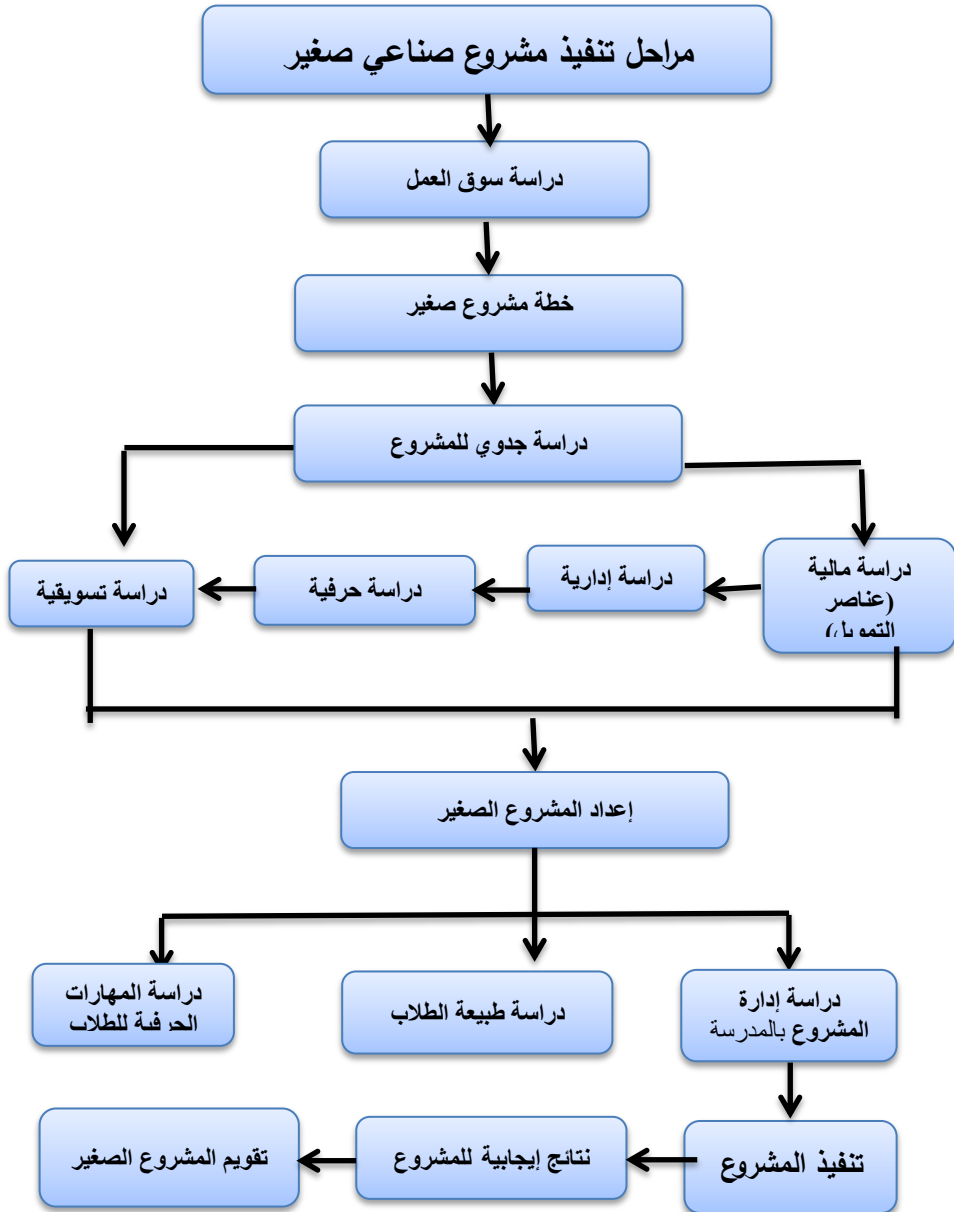 مراحل تنفيذ مشروع صناعي صغير
دراسة سوق العمل
خطة مشروع صغير
دراسة جدوي للمشروع
دراسة مالية
(عناصر
التمويل)
دراسة إدارية
دراسة حرفية
دراسة تسويقية
إعداد المشروع الصغير
دراسة إدارة
المشروع بالمدرسة
دراسة طبيعة الطلاب
دراسة المهارات
الحرفية للطلاب
تنفيذ المشروع
نتائج إيجابية للمشروع
تقويم المشروع الصغير